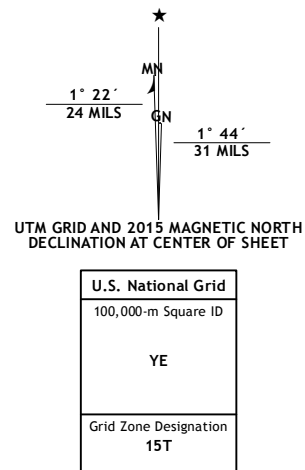 ★
MN
1° 22´
24 MILS
GN
1° 44´
31 MILS
UTM GRID AND 2015 MAGNETIC NORTH
DECLINATION AT CENTER OF SHEET
U.S. National Grid
100,000-m Square ID
YE
Grid Zone Designation
15T